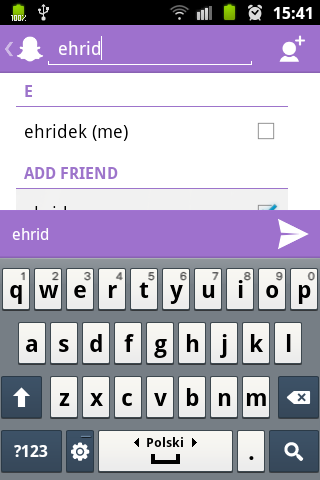 100%
15:41
ehrid
E
ehridek (me)
ADD FRIEND
ehrid
q 1 w 2 e 3 r 4 t 5 y 6 u 7 i 8 o 9 p 0
a s d f g h j k l
z x c v b n m
?123 Polski .